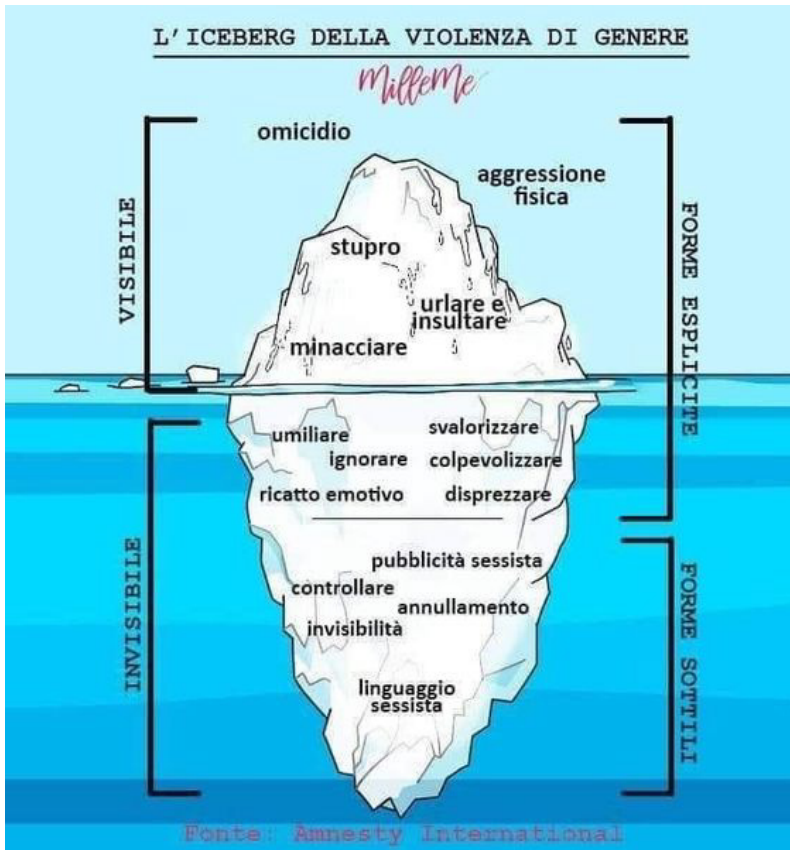 L'ICEBERG DELLA VIOLENZA DI GENERE
MilleMe
omicidio
aggressione
fisica
stupro
urlare e
insultare
minacciare
VISIBILE
FORME ESPLICITE
umiliare
svalorizzare
ignorare
colpevolizzare
ricatto emotivo
disprezzare
pubblicità sessista
controllare
annullamento
invisibilità
linguaggio
sessista
INVISIBILE
FORME SOTTILI
Fonte: Amnesty International